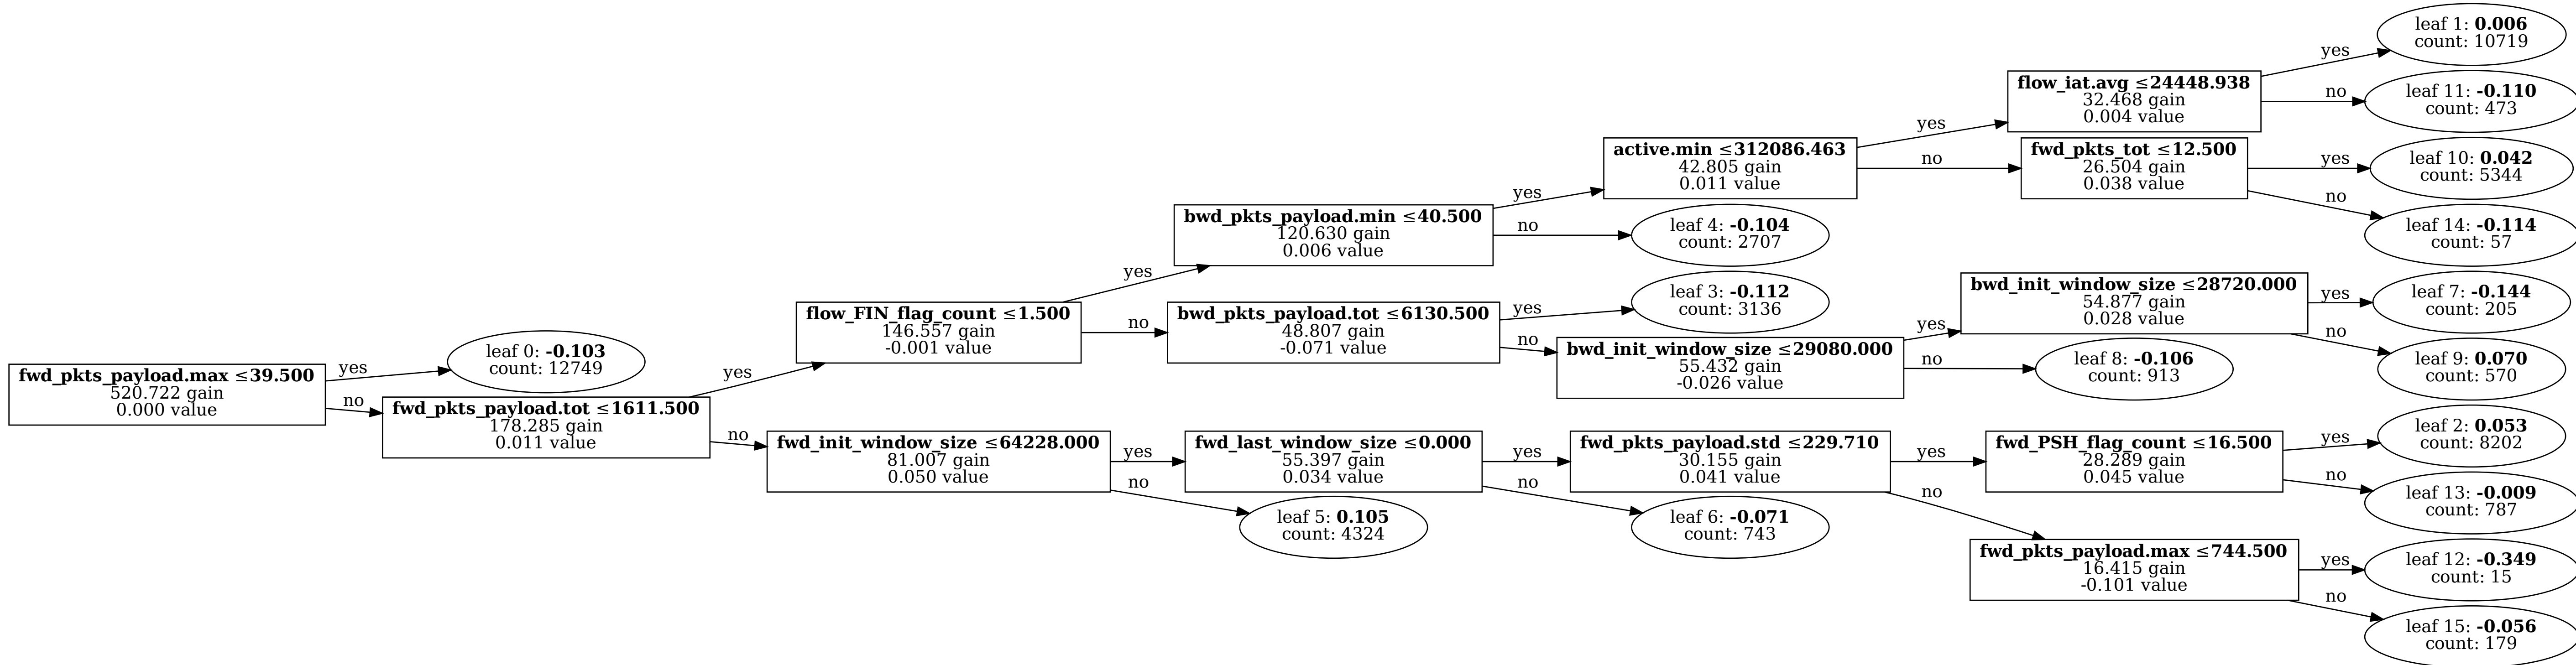 fwd_pkts_payload.max ≤39.500
520.722 gain
0.000 value
yes
no
leaf 0: -0.103
count: 12749
fwd_pkts_payload.tot ≤1611.500
178.285 gain
0.011 value
yes
no
flow_FIN_flag_count ≤1.500
146.557 gain
-0.001 value
yes
no
fwd_init_window_size ≤64228.000
81.007 gain
0.050 value
yes
no
bwd_pkts_payload.min ≤40.500
120.630 gain
0.006 value
yes
no
bwd_pkts_payload.tot ≤6130.500
48.807 gain
-0.071 value
yes
no
fwd_last_window_size ≤0.000
55.397 gain
0.034 value
yes
no
leaf 5: 0.105
count: 4324
active.min ≤312086.463
42.805 gain
0.011 value
yes
no
leaf 4: -0.104
count: 2707
leaf 3: -0.112
count: 3136
bwd_init_window_size ≤29080.000
55.432 gain
-0.026 value
yes
no
fwd_pkts_payload.std ≤229.710
30.155 gain
0.041 value
yes
no
leaf 6: -0.071
count: 743
flow_iat.avg ≤24448.938
32.468 gain
0.004 value
yes
no
fwd_pkts_tot ≤12.500
26.504 gain
0.038 value
yes
no
bwd_init_window_size ≤28720.000
54.877 gain
0.028 value
yes
no
leaf 8: -0.106
count: 913
fwd_PSH_flag_count ≤16.500
28.289 gain
0.045 value
yes
no
fwd_pkts_payload.max ≤744.500
16.415 gain
-0.101 value
yes
no
leaf 1: 0.006
count: 10719
leaf 11: -0.110
count: 473
leaf 10: 0.042
count: 5344
leaf 14: -0.114
count: 57
leaf 7: -0.144
count: 205
leaf 9: 0.070
count: 570
leaf 2: 0.053
count: 8202
leaf 13: -0.009
count: 787
leaf 12: -0.349
count: 15
leaf 15: -0.056
count: 179